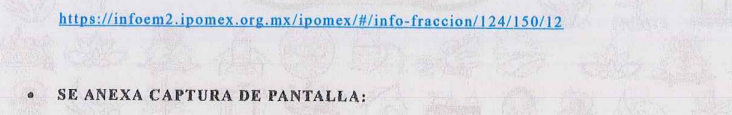 https://infoem2.ipomex.org.mx/ipomex/#/info-fraccion/124/150/12
• SE ANEXA CAPTURA DE PANTALLA: